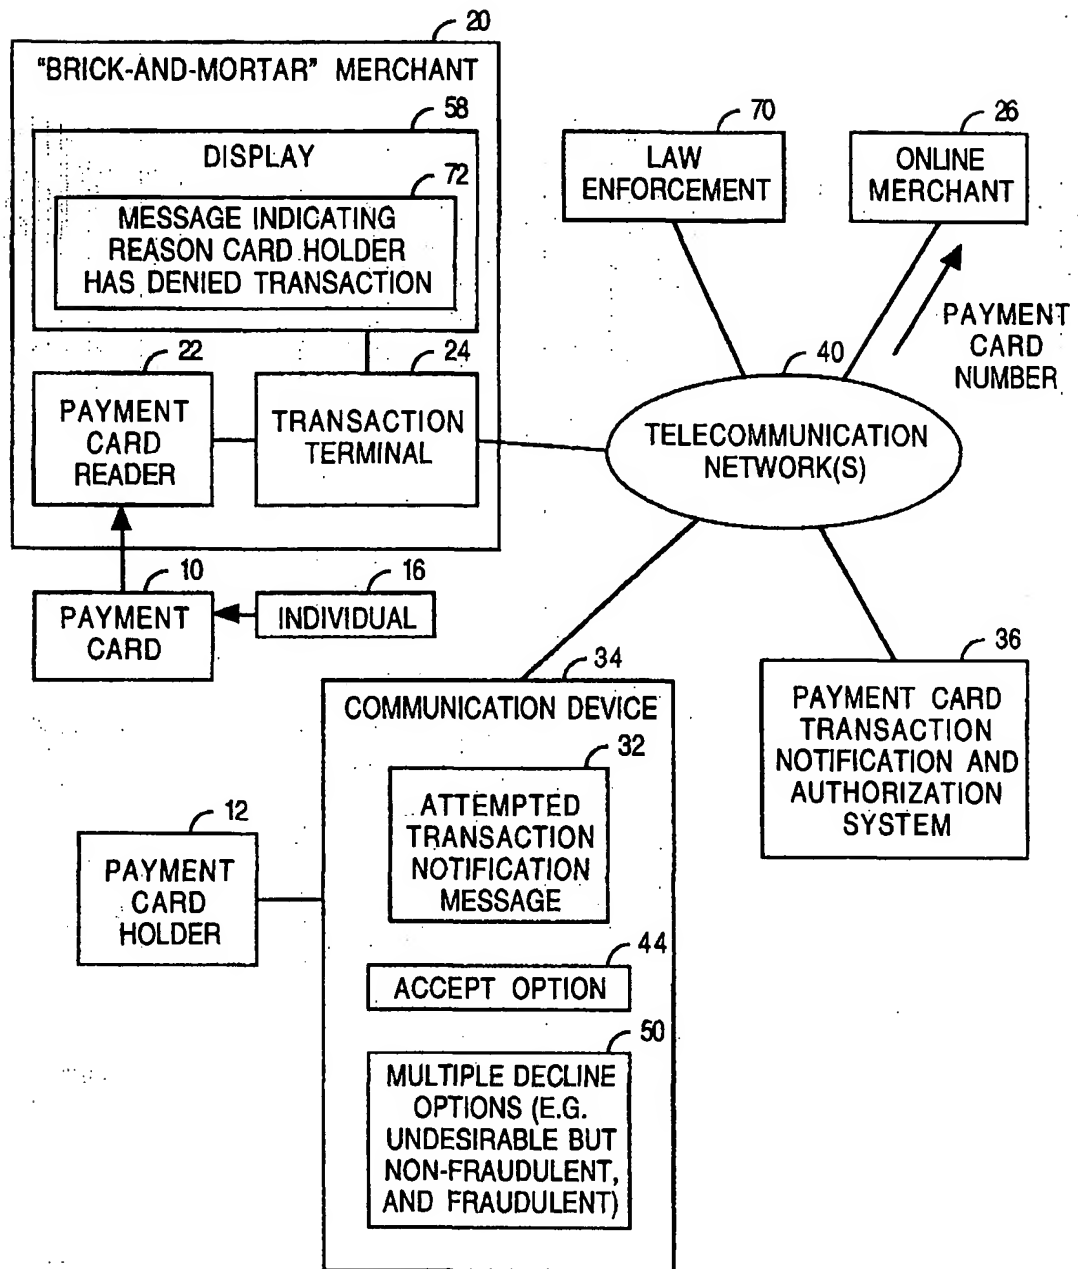 20
"BRICK-AND-MORTAR" MERCHANT
58
DISPLAY
72
MESSAGE INDICATING
REASON CARD HOLDER
HAS DENIED TRANSACTION
22
PAYMENT
CARD
READER
24
TRANSACTION
TERMINAL
70
LAW
ENFORCEMENT
26
ONLINE
MERCHANT
PAYMENT
CARD
NUMBER
40
TELECOMMUNICATION
NETWORK(S)
10
PAYMENT
CARD
16
INDIVIDUAL
34
COMMUNICATION DEVICE
32
ATTEMPTED
TRANSACTION
NOTIFICATION
MESSAGE
12
PAYMENT
CARD
HOLDER
44
ACCEPT OPTION
50
MULTIPLE DECLINE
OPTIONS (E.G.
UNDESIRABLE BUT
NON-FRAUDULENT,
AND FRAUDULENT)
36
PAYMENT CARD
TRANSACTION
NOTIFICATION AND
AUTHORIZATION
SYSTEM